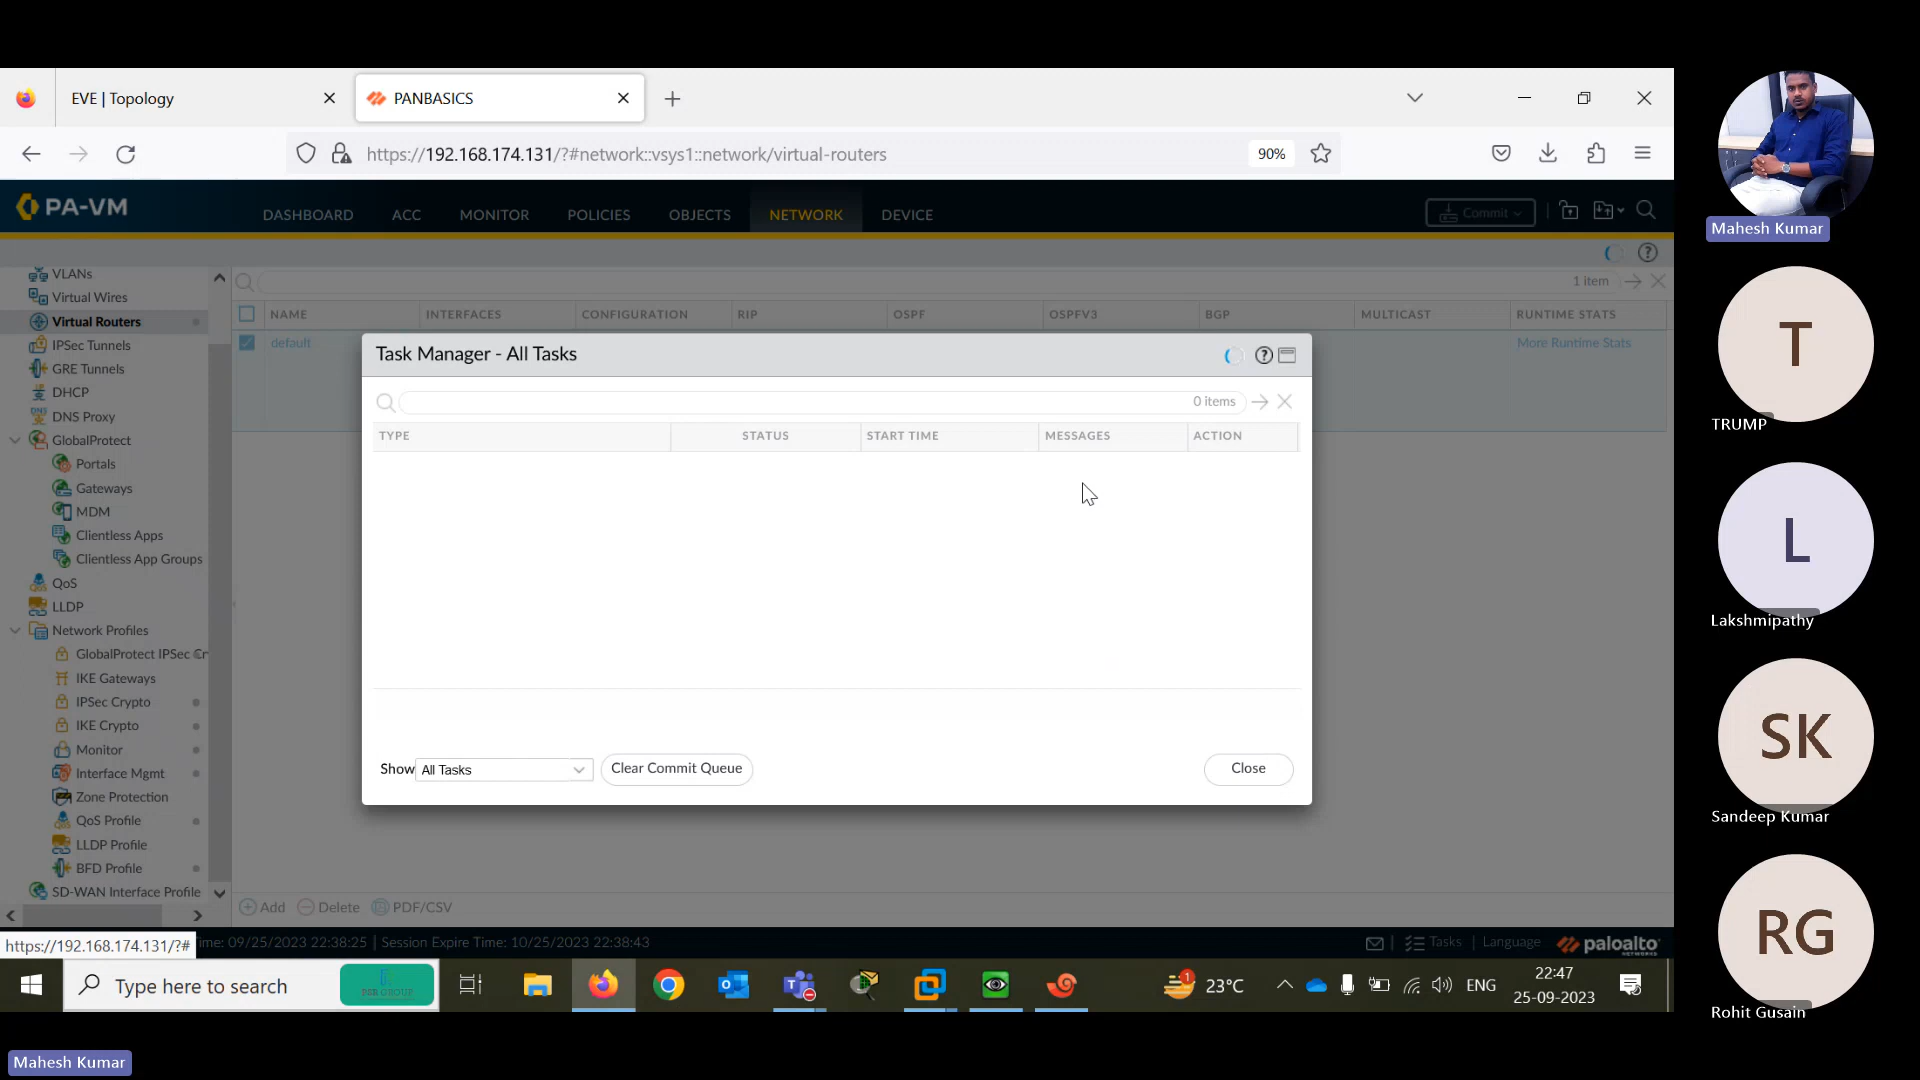 EVE | Topology
PANBASICS
https://192.168.174.131/?#network::vsys1::network/virtual-routers
90%
PA-VM
DASHBOARD
ACC
MONITOR
POLICIES
OBJECTS
NETWORK
DEVICE
Commit
1 item
VLANs
Virtual Wires
Virtual Routers
IPSec Tunnels
GRE Tunnels
DHCP
DNS Proxy
GlobalProtect
Portals
Gateways
MDM
Clientless Apps
Clientless App Groups
QoS
LLDP
Network Profiles
GlobalProtect IPSec Cr
IKE Gateways
IPSec Crypto
IKE Crypto
Monitor
Interface Mgmt
Zone Protection
QoS Profile
LLDP Profile
BFD Profile
SD-WAN Interface Profile
NAME
INTERFACES
CONFIGURATION
RIP
OSPF
OSPFV3
BGP
MULTICAST
RUNTIME STATS
default
More Runtime Stats
Task Manager - All Tasks
0 items
TYPE
STATUS
START TIME
MESSAGES
ACTION
Show
All Tasks
Clear Commit Queue
Close
Add
Delete
PDF/CSV
https://192.168.174.131/?#
Time: 09/25/2023 22:38:25 | Session Expire Time: 10/25/2023 22:38:43
Tasks
Language
paloalto
NETWORKS
Type here to search
1
23°C
ENG
22:47
25-09-2023
Mahesh Kumar
T
TRUMP
L
Lakshmipathy
SK
Sandeep Kumar
RG
Rohit Gusain
Mahesh Kumar